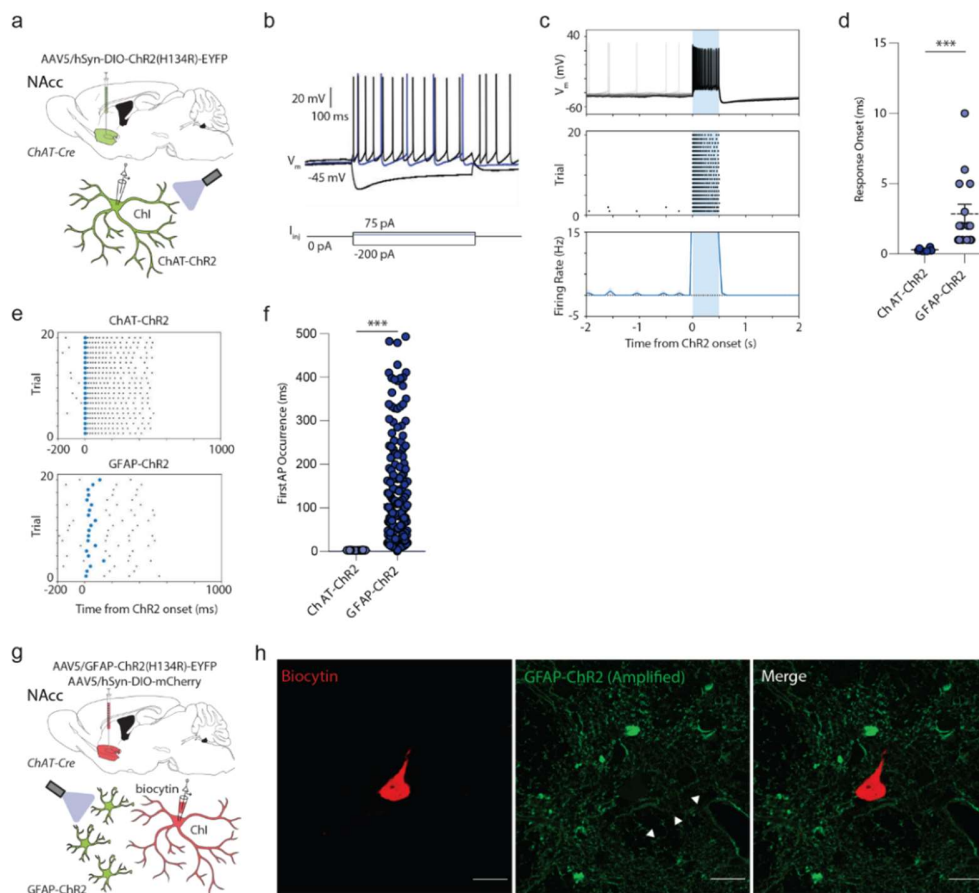 a
AAV5/hSyn-DIO-ChR2(H134R)-EYFP
NAcc
ChAT-Cre
ChI
ChAT-ChR2
b
20 mV
100 ms
Vm
-45 mV
Iinj
75 pA
0 pA
-200 pA
c
40
Vm (mV)
-60
20
Trial
0
15
Firing Rate (Hz)
-5
-2
-1
0
1
2
Time from ChR2 onset (s)
d
***
15
10
5
0
Response Onset (ms)
ChAT-ChR2
GFAP-ChR2
e
ChAT-ChR2
20
Trial
0
-200
0
1000
GFAP-ChR2
20
Trial
0
-200
0
1000
Time from ChR2 onset (ms)
f
***
500
400
300
200
100
0
First AP Occurrence (ms)
ChAT-ChR2
GFAP-ChR2
g
AAV5/GFAP-ChR2(H134R)-EYFP
AAV5/hSyn-DIO-mCherry
NAcc
ChAT-Cre
biocytin
ChI
GFAP-ChR2
h
Biocytin
GFAP-ChR2 (Amplified)
Merge